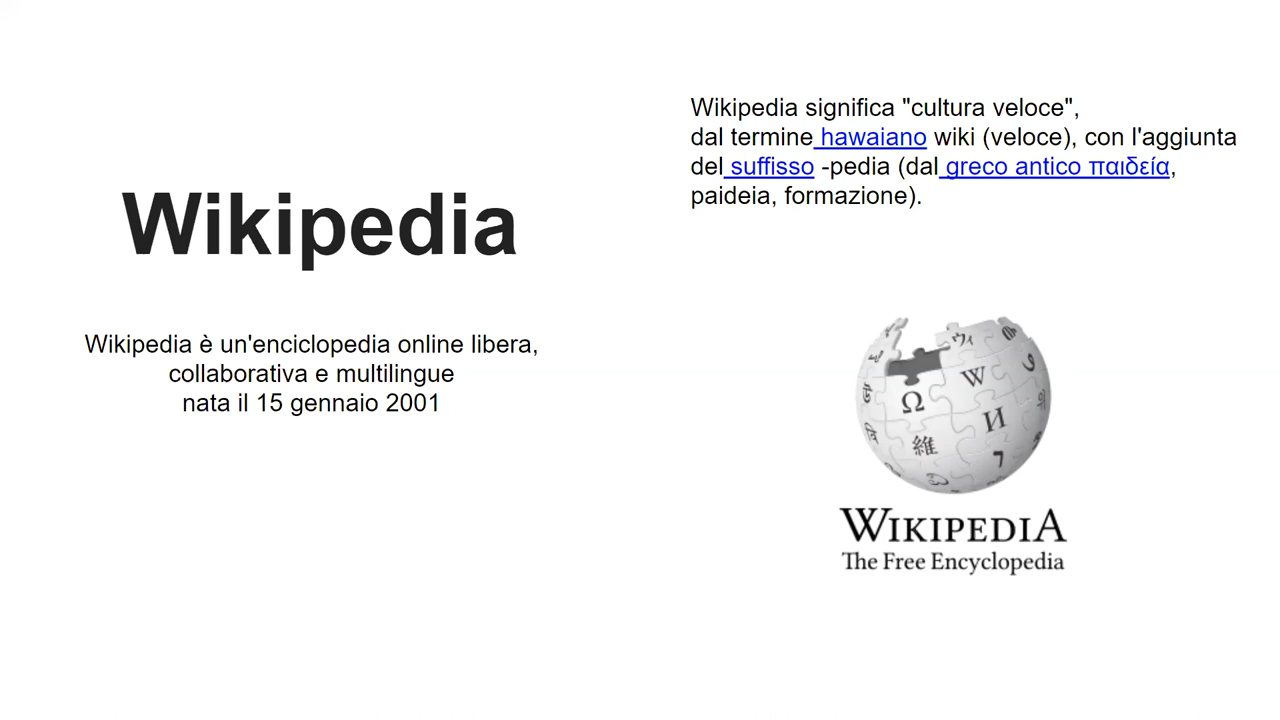 Wikipedia
Wikipedia è un'enciclopedia online libera,
collaborativa e multilingue
nata il 15 gennaio 2001
Wikipedia significa "cultura veloce",
dal termine hawaiano wiki (veloce), con l'aggiunta
del suffisso -pedia (dal greco antico παιδεία,
paideia, formazione).
Ω W И
維
WIKIPEDIA
The Free Encyclopedia